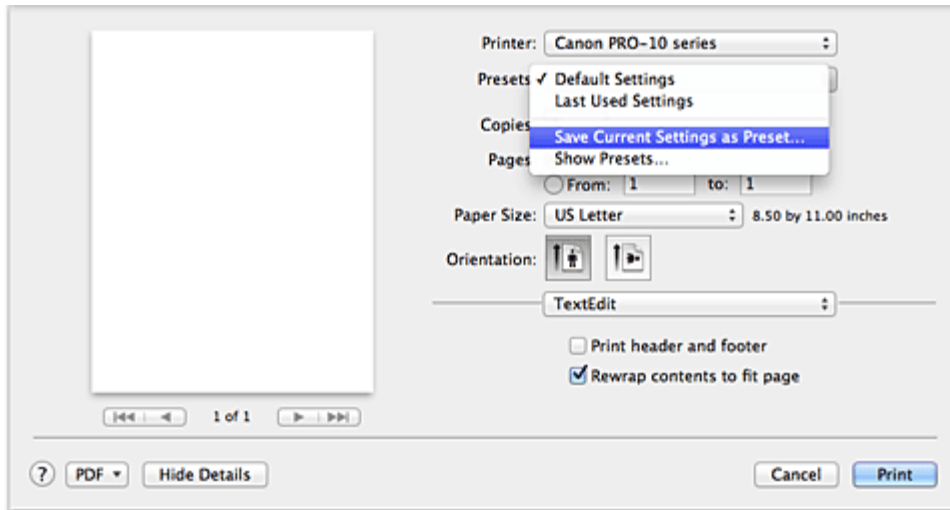 Printer: Canon PRO-10 series
Presets ✓ Default Settings
Last Used Settings
Copies
Save Current Settings as Preset...
Pages
Show Presets...
From: 1 to: 1
Paper Size: US Letter 8.50 by 11.00 inches
Orientation:
TextEdit
Print header and footer
Rewrap contents to fit page
1 of 1
? PDF Hide Details Cancel Print